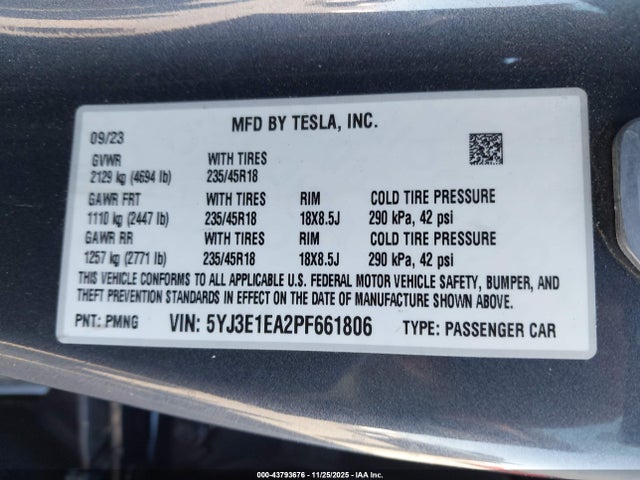 MFD BY TESLA, INC.
09/23
GVWR WITH TIRES
2129 kg (4694 lb) 235/45R18
GAWR FRT WITH TIRES RIM COLD TIRE PRESSURE
1110 kg (2447 lb) 235/45R18 18X8.5J 290 kPa, 42 psi
GAWR RR WITH TIRES RIM COLD TIRE PRESSURE
1257 kg (2771 lb) 235/45R18 18X8.5J 290 kPa, 42 psi
THIS VEHICLE CONFORMS TO ALL APPLICABLE U.S. FEDERAL MOTOR VEHICLE SAFETY, BUMPER, AND
THEFT PREVENTION STANDARDS IN EFFECT ON THE DATE OF MANUFACTURE SHOWN ABOVE.
PNT: PMNG VIN: 5YJ3E1EA2PF661806 TYPE: PASSENGER CAR
000-43793676 - 11/25/2025 - IAA Inc.